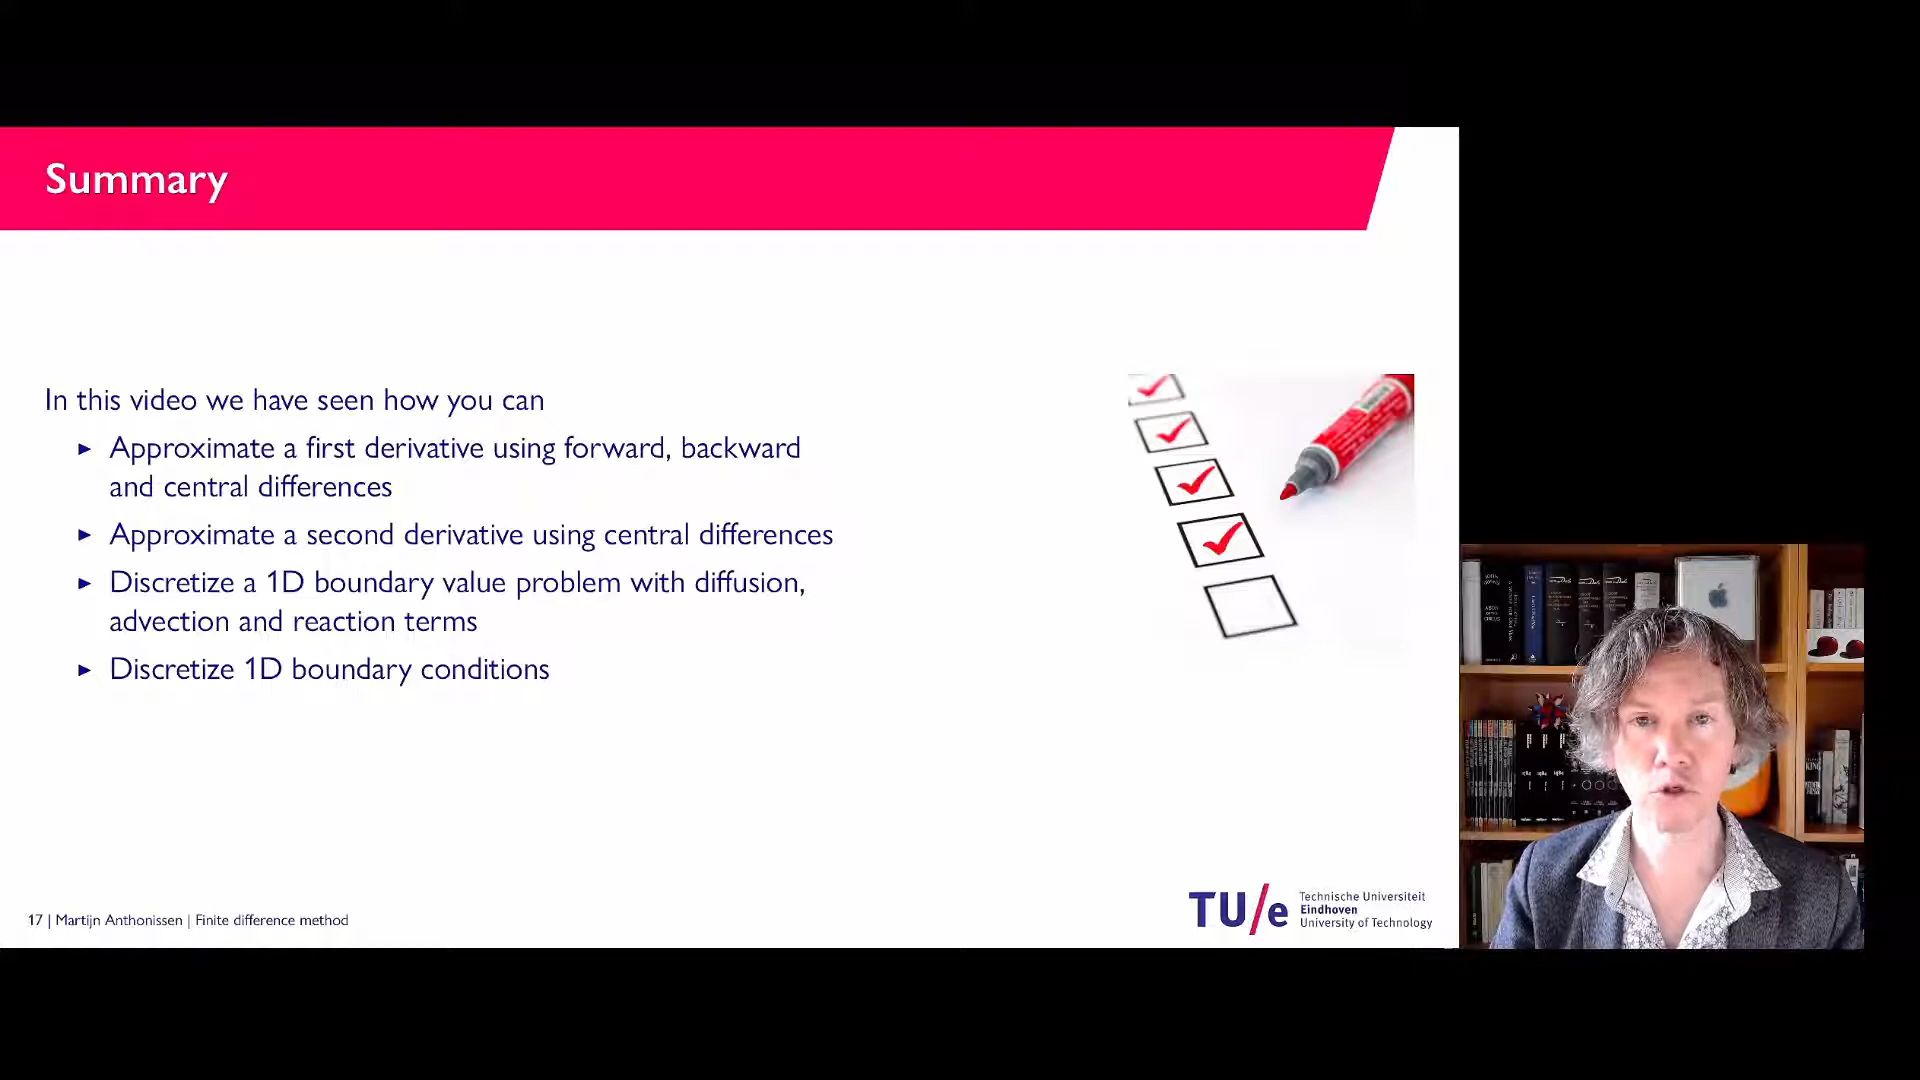 Summary
In this video we have seen how you can
► Approximate a first derivative using forward, backward
and central differences
► Approximate a second derivative using central differences
► Discretize a 1D boundary value problem with diffusion,
advection and reaction terms
► Discretize 1D boundary conditions
17 | Martijn Anthonissen | Finite difference method
TU/e
Technische Universiteit
Eindhoven
University of Technology
KING